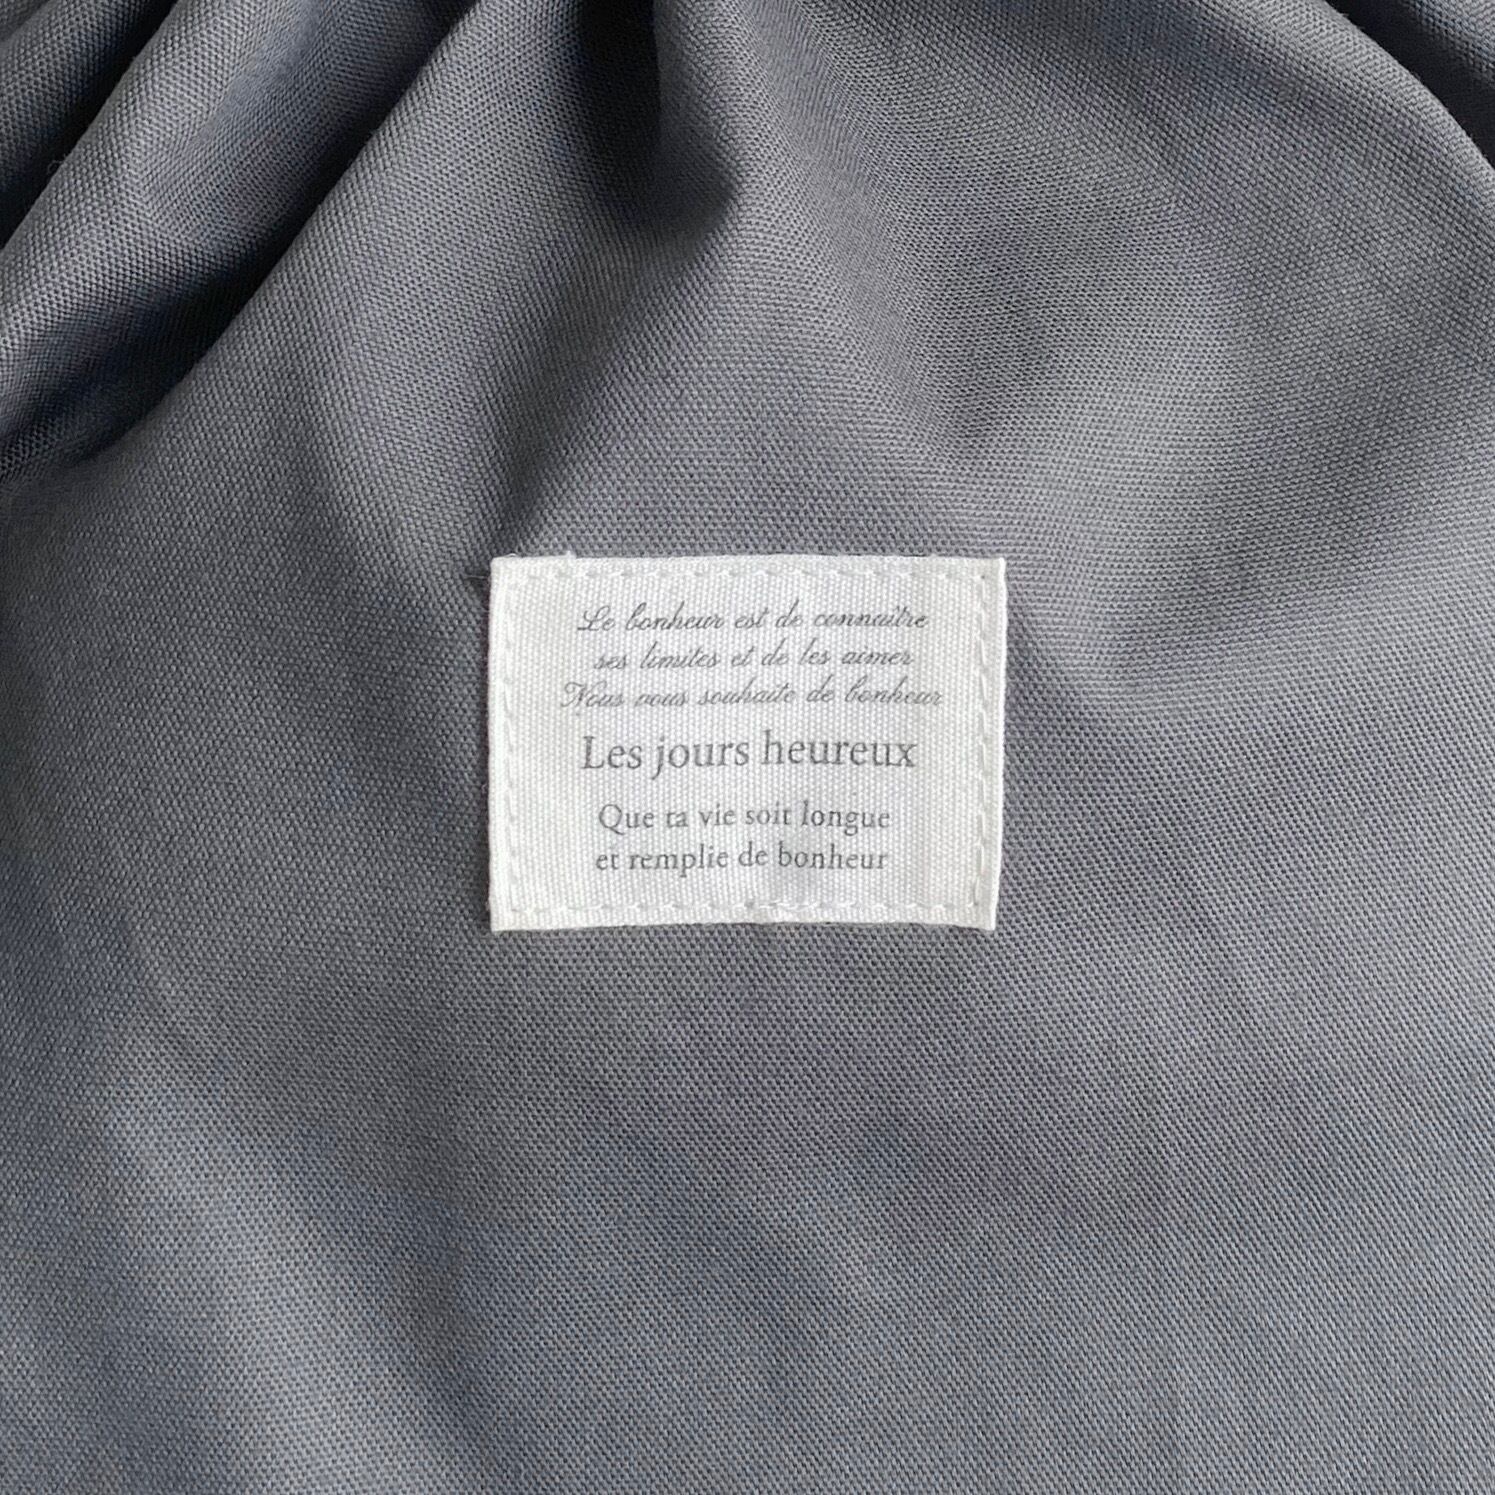 Le bonheur est de connaître
ses limites et de les aimer
Nous vous souhaite de bonheur
Les jours heureux
Que ta vie soit longue
et remplie de bonheur